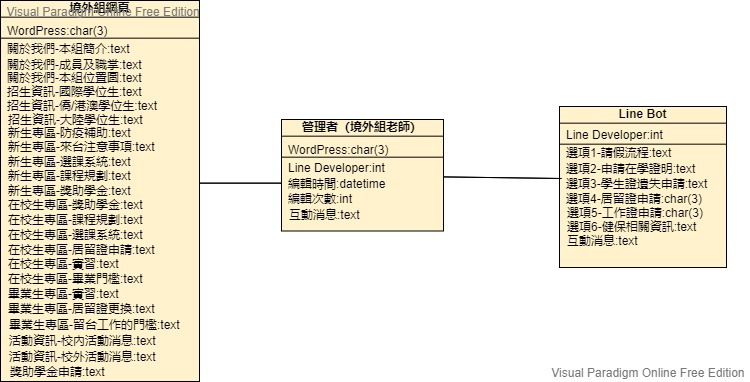 境外組網頁
Visual Paradigm Online Free Edition
WordPress:char(3)
關於我們-本組簡介:text
關於我們-成員及職掌:text
關於我們-本組位置圖:text
招生資訊-國際學位生:text
招生資訊-僑/港澳學位生:text
招生資訊-大陸學位生:text
新生專區-防疫補助:text
新生專區-來台注意事項:text
新生專區-選課系統:text
新生專區-課程規劃:text
新生專區-獎助學金:text
在校生專區-獎助學金:text
在校生專區-課程規劃:text
在校生專區-選課系統:text
在校生專區-居留證申請:text
在校生專區-實習:text
在校生專區-畢業門檻:text
畢業生專區-實習:text
畢業生專區-居留證更換:text
畢業生專區-留台工作的門檻:text
活動資訊-校內活動消息:text
活動資訊-校外活動消息:text
獎助學金申請:text
管理者（境外組老師）
WordPress:char(3)
Line Developer:int
編輯時間:datetime
編輯次數:int
互動消息:text
Line Bot
Line Developer:int
選項1-請假流程:text
選項2-申請在學證明:text
選項3-學生證遺失申請:text
選項4-居留證申請:char(3)
選項5-工作證申請:char(3)
選項6-健保相關資訊:text
互動消息:text
Visual Paradigm Online Free Edition